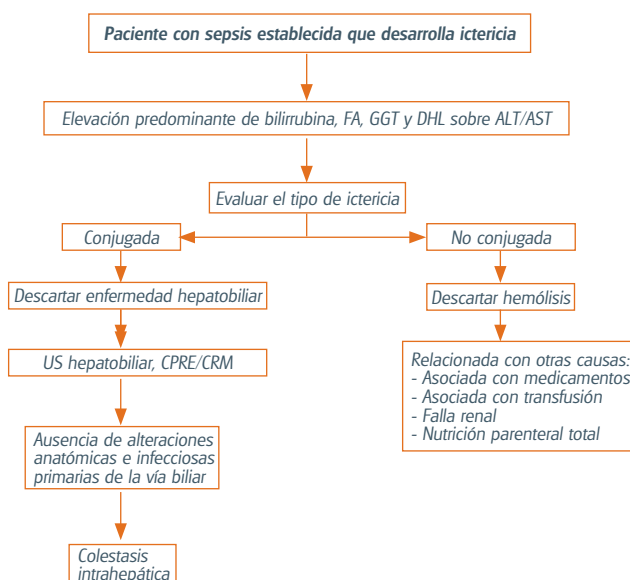 Paciente con sepsis establecida que desarrolla ictericia
Elevación predominante de bilirrubina, FA, GGT y DHL sobre ALT/AST
Evaluar el tipo de ictericia
Conjugada
No conjugada
Descartar enfermedad hepatobiliar
Descartar hemólisis
US hepatobiliar, CPRE/CRM
Relacionada con otras causas:
- Asociada con medicamentos
- Asociada con transfusión
- Falla renal
- Nutrición parenteral total
Ausencia de alteraciones
anatómicas e infecciosas
primarias de la vía biliar
Colestasis
intrahepática